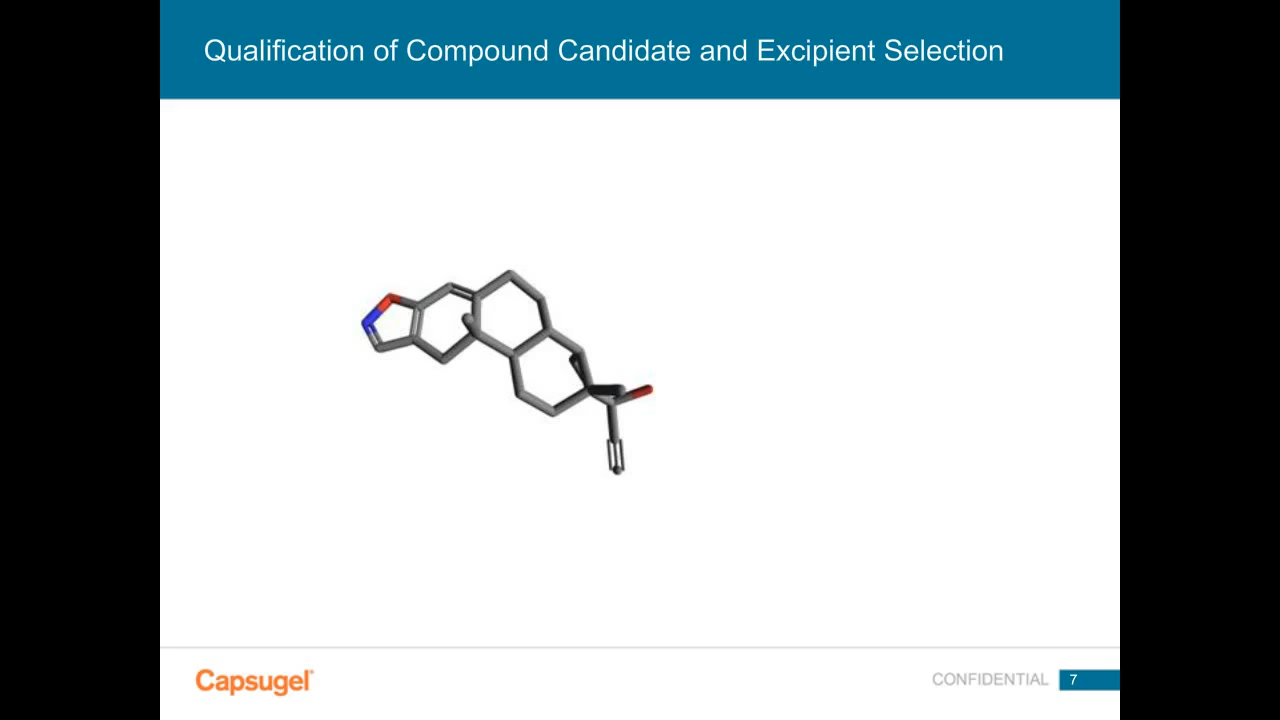 Qualification of Compound Candidate and Excipient Selection
Capsugel®
CONFIDENTIAL 7